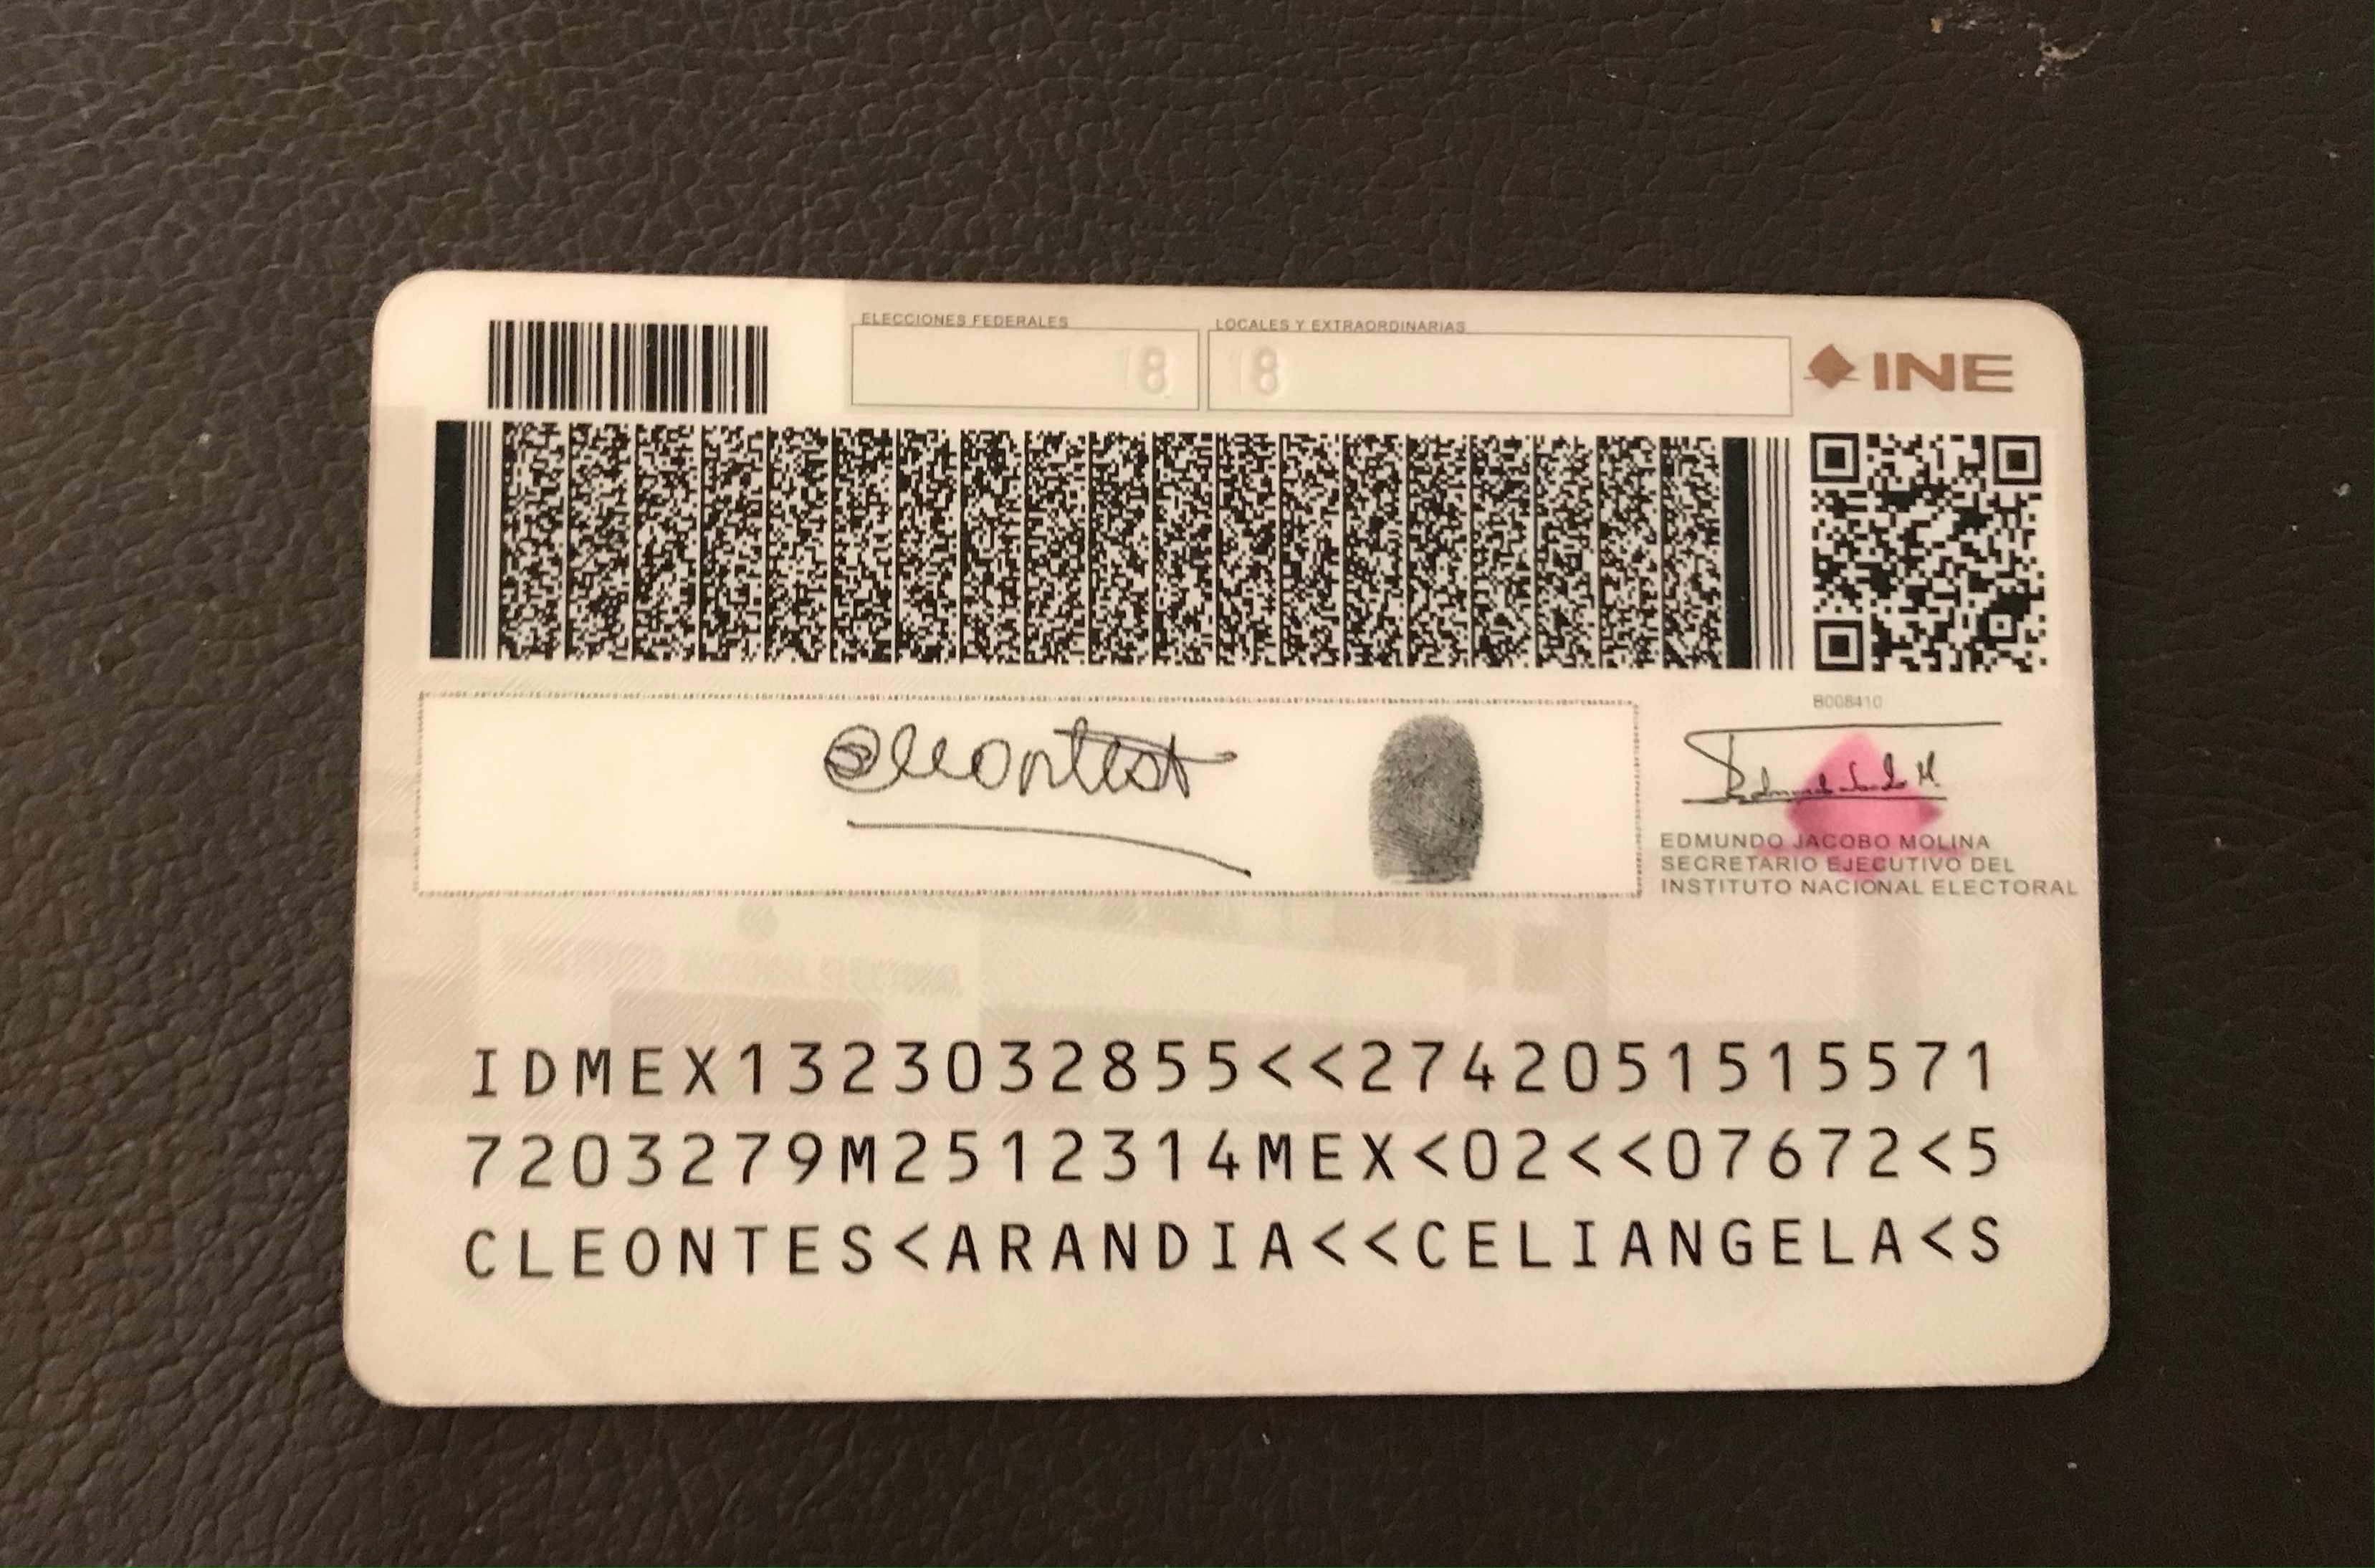 ELECCIONES FEDERALES
LOCALES Y EXTRAORDINARIAS
18
18
INE
B008410
EDMUNDO JACOBO MOLINA
SECRETARIO EJECUTIVO DEL
INSTITUTO NACIONAL ELECTORAL
IDMEX1323032855<<2742051515571
7203279M2512314MEX<02<<07672<5
CLEONTES<ARANDIA<<CELIANGELA<S